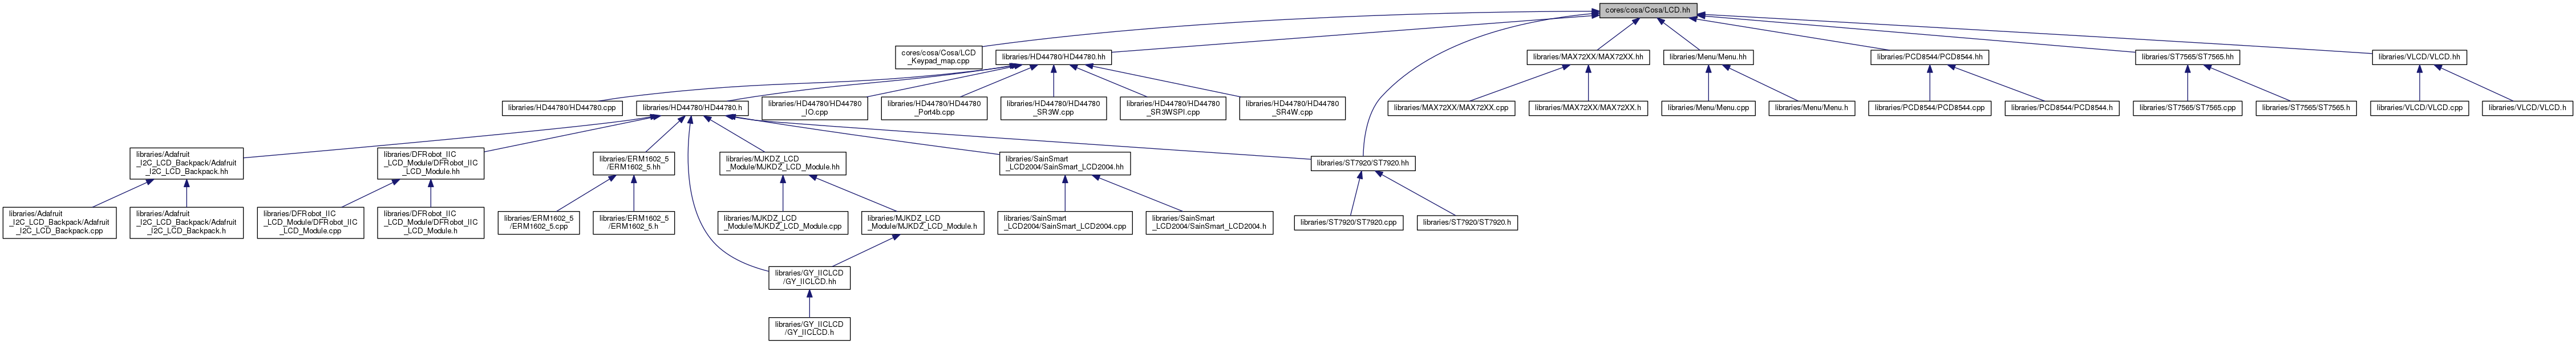 cores/cosa/Cosa/LCD.hh
cores/cosa/Cosa/LCD
_Keypad_map.cpp
libraries/HD44780/HD44780.hh
libraries/MAX72XX/MAX72XX.hh
libraries/Menu/Menu.hh
libraries/PCD8544/PCD8544.hh
libraries/ST7565/ST7565.hh
libraries/VLCD/VLCD.hh
libraries/HD44780/HD44780.cpp
libraries/HD44780/HD44780.h
libraries/HD44780/HD44780
_IO.cpp
libraries/HD44780/HD44780
_Port4b.cpp
libraries/HD44780/HD44780
_SR3W.cpp
libraries/HD44780/HD44780
_SR3WSPI.cpp
libraries/HD44780/HD44780
_SR4W.cpp
libraries/MAX72XX/MAX72XX.cpp
libraries/MAX72XX/MAX72XX.h
libraries/Menu/Menu.cpp
libraries/Menu/Menu.h
libraries/PCD8544/PCD8544.cpp
libraries/PCD8544/PCD8544.h
libraries/ST7565/ST7565.cpp
libraries/ST7565/ST7565.h
libraries/VLCD/VLCD.cpp
libraries/VLCD/VLCD.h
libraries/Adafruit
_I2C_LCD_Backpack/Adafruit
_I2C_LCD_Backpack.hh
libraries/DFRobot_IIC
_LCD_Module/DFRobot_IIC
_LCD_Module.hh
libraries/ERM1602_5
/ERM1602_5.hh
libraries/MJKDZ_LCD
_Module/MJKDZ_LCD_Module.hh
libraries/SainSmart
_LCD2004/SainSmart_LCD2004.hh
libraries/ST7920/ST7920.hh
libraries/Adafruit
_I2C_LCD_Backpack/Adafruit
_I2C_LCD_Backpack.cpp
libraries/Adafruit
_I2C_LCD_Backpack/Adafruit
_I2C_LCD_Backpack.h
libraries/DFRobot_IIC
_LCD_Module/DFRobot_IIC
_LCD_Module.cpp
libraries/DFRobot_IIC
_LCD_Module/DFRobot_IIC
_LCD_Module.h
libraries/ERM1602_5
/ERM1602_5.cpp
libraries/ERM1602_5
/ERM1602_5.h
libraries/MJKDZ_LCD
_Module/MJKDZ_LCD_Module.cpp
libraries/MJKDZ_LCD
_Module/MJKDZ_LCD_Module.h
libraries/SainSmart
_LCD2004/SainSmart_LCD2004.cpp
libraries/SainSmart
_LCD2004/SainSmart_LCD2004.h
libraries/ST7920/ST7920.cpp
libraries/ST7920/ST7920.h
libraries/GY_IICLCD
/GY_IICLCD.hh
libraries/GY_IICLCD
/GY_IICLCD.h